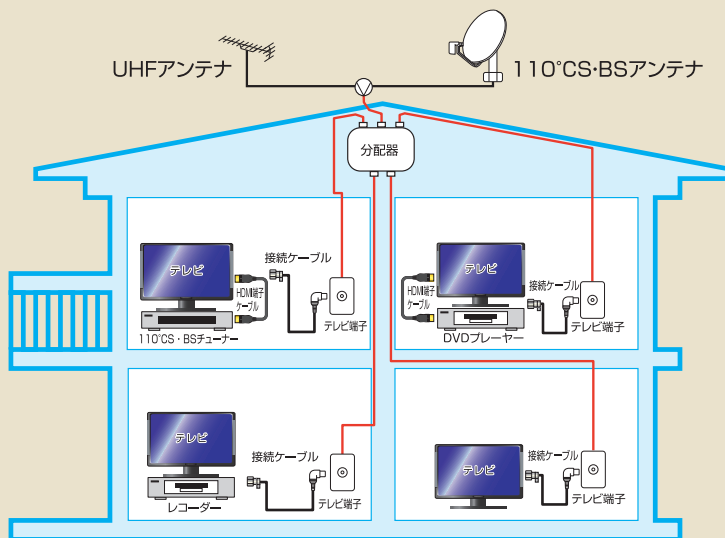 UHFアンテナ
110°CS・BSアンテナ
分配器
テレビ
接続ケーブル
HDMI端子
ケーブル
テレビ端子
110°CS・BSチューナー
テレビ
接続ケーブル
HDMI端子
ケーブル
テレビ端子
DVDプレーヤー
テレビ
接続ケーブル
テレビ端子
レコーダー
テレビ
接続ケーブル
テレビ端子